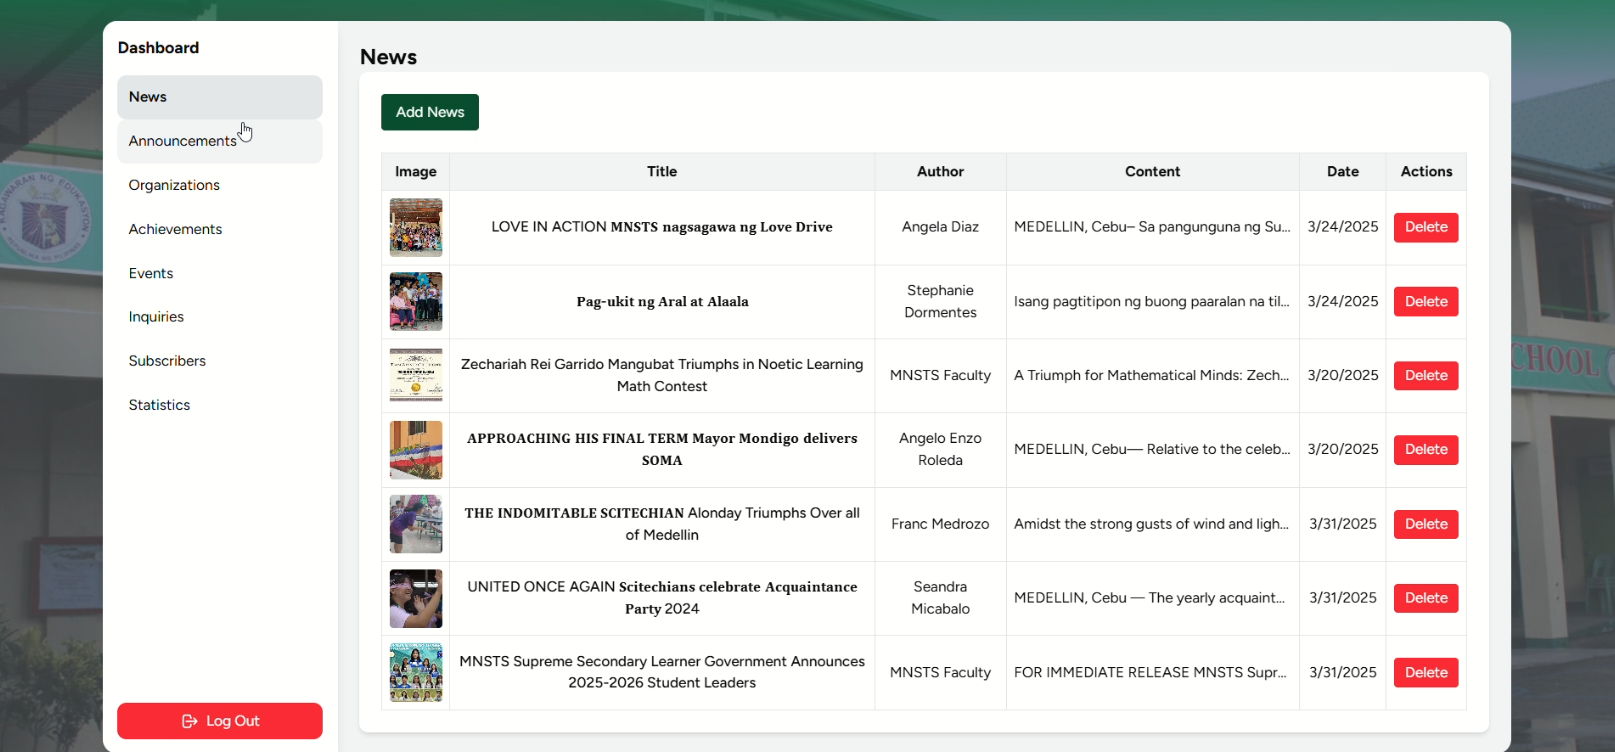 Dashboard
News
Announcements
Organizations
Achievements
Events
Inquiries
Subscribers
Statistics
Log Out
News
Add News
Image Title Author Content Date Actions
LOVE IN ACTION MNSTS nagsagawa ng Love Drive Angela Diaz MEDELLIN, Cebu– Sa pangunguna ng Su... 3/24/2025 Delete
Pag-ukit ng Aral at Alaala Stephanie Isang pagtitipon ng buong paaralan na til... 3/24/2025 Delete
Dormentes
Zechariah Rei Garrido Mangubat Triumphs in Noetic Learning MNSTS Faculty A Triumph for Mathematical Minds: Zech... 3/20/2025 Delete
Math Contest
APPROACHING HIS FINAL TERM Mayor Mondigo delivers Angelo Enzo MEDELLIN, Cebu— Relative to the celeb... 3/20/2025 Delete
SOMA Roleda
THE INDOMITABLE SCITECHIAN Alonday Triumphs Over all Franc Medrozo Amidst the strong gusts of wind and ligh... 3/31/2025 Delete
of Medellin
UNITED ONCE AGAIN Scitechians celebrate Acquaintance Seandra MEDELLIN, Cebu — The yearly acquaint... 3/31/2025 Delete
Party 2024 Micabalo
MNSTS Supreme Secondary Learner Government Announces MNSTS Faculty FOR IMMEDIATE RELEASE MNSTS Supr... 3/31/2025 Delete
2025-2026 Student Leaders